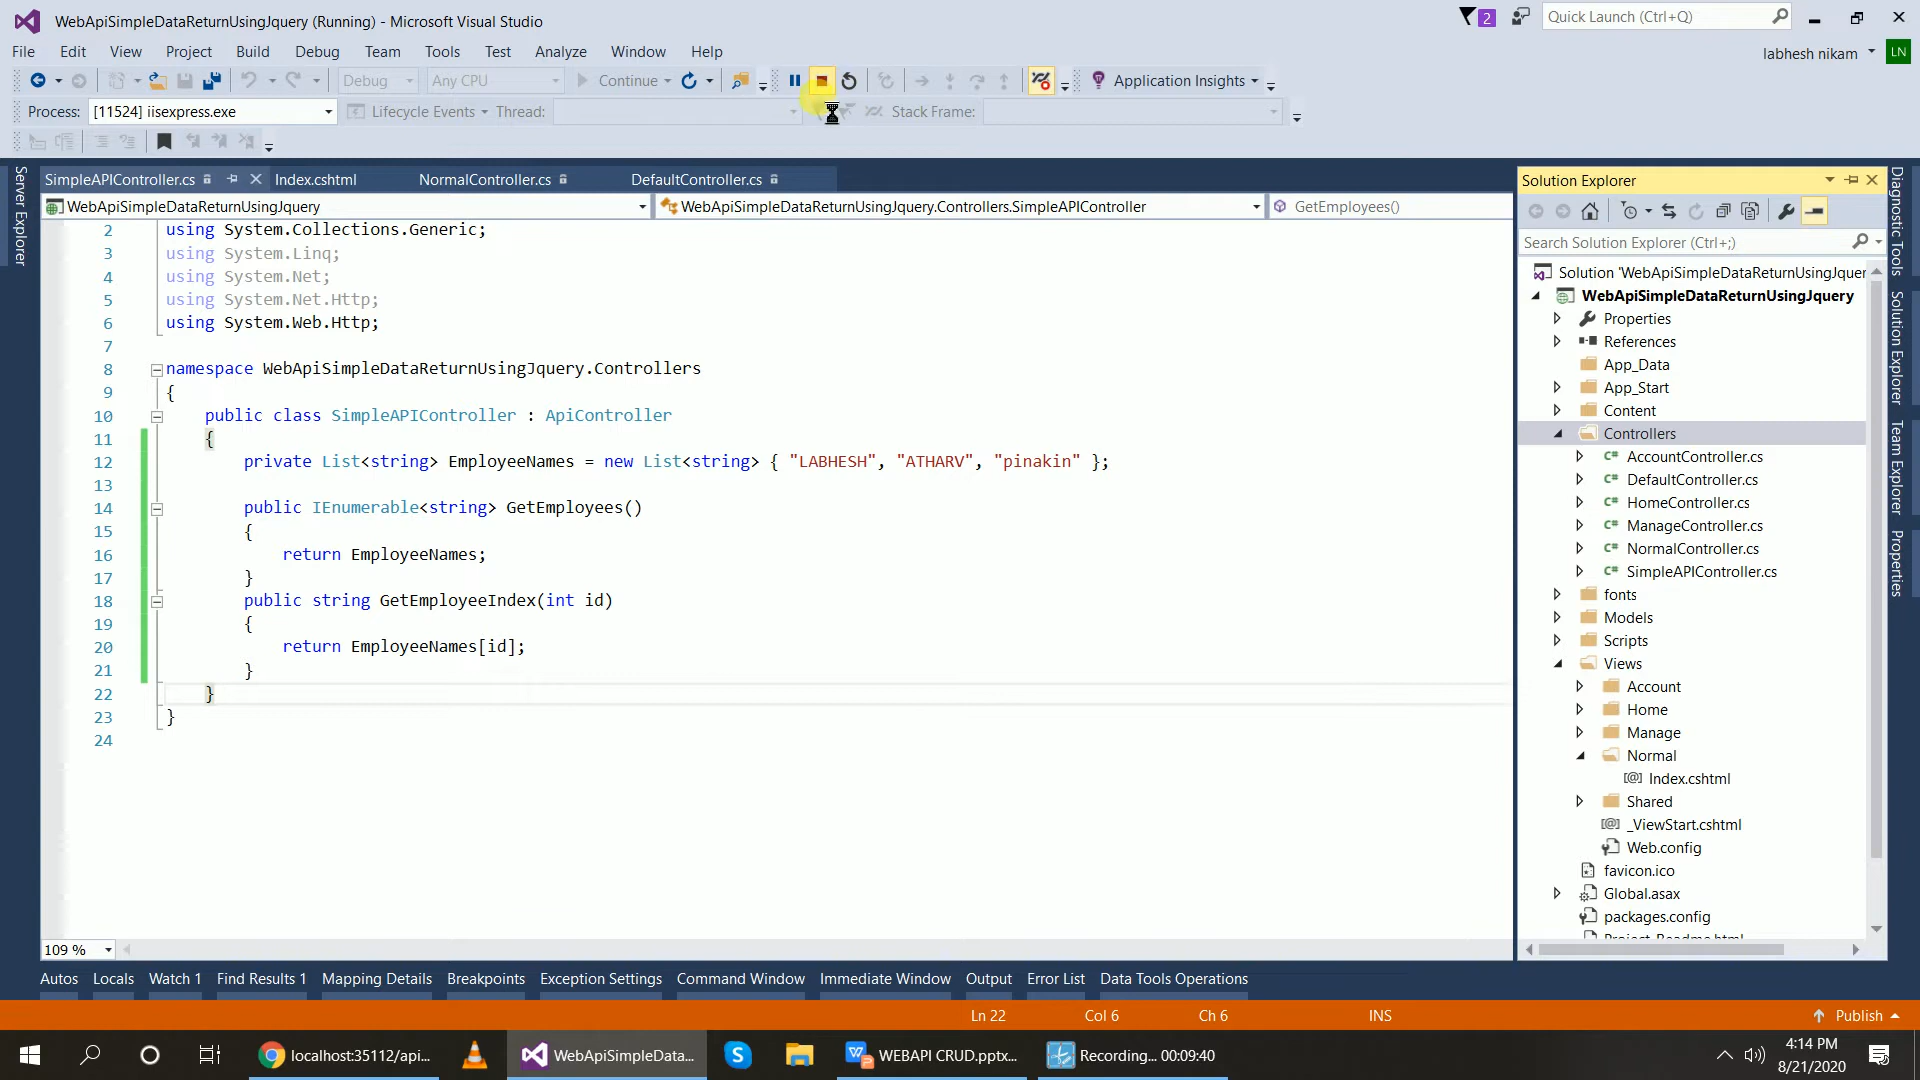 WebApiSimpleDataReturnUsingJquery (Running) - Microsoft Visual Studio
2
Quick Launch (Ctrl+Q)
File Edit View Project Build Debug Team Tools Test Analyze Window Help
labhesh nikam
LN
Debug Any CPU Continue Application Insights
Process: [11524] iisexpress.exe Lifecycle Events Thread: Stack Frame:
Server Explorer
SimpleAPIController.cs Index.cshtml NormalController.cs DefaultController.cs
WebApiSimpleDataReturnUsingJquery WebApiSimpleDataReturnUsingJquery.Controllers.SimpleAPIController GetEmployees()
2 using System.Collections.Generic;
3 using System.Linq;
4 using System.Net;
5 using System.Net.Http;
6 using System.Web.Http;
7
8 namespace WebApiSimpleDataReturnUsingJquery.Controllers
9 {
10 public class SimpleAPIController : ApiController
11 {
12 private List<string> EmployeeNames = new List<string> { "LABHESH", "ATHARV", "pinakin" };
13
14 public IEnumerable<string> GetEmployees()
15 {
16 return EmployeeNames;
17 }
18 public string GetEmployeeIndex(int id)
19 {
20 return EmployeeNames[id];
21 }
22 }
23 }
24
109 %
Solution Explorer
Search Solution Explorer (Ctrl+;)
Solution 'WebApiSimpleDataReturnUsingJquer
WebApiSimpleDataReturnUsingJquery
Properties
References
App_Data
App_Start
Content
Controllers
AccountController.cs
DefaultController.cs
HomeController.cs
ManageController.cs
NormalController.cs
SimpleAPIController.cs
fonts
Models
Scripts
Views
Account
Home
Manage
Normal
Index.cshtml
Shared
_ViewStart.cshtml
Web.config
favicon.ico
Global.asax
packages.config
Project_Readme.html
Diagnostic Tools
Solution Explorer
Team Explorer
Properties
Autos Locals Watch 1 Find Results 1 Mapping Details Breakpoints Exception Settings Command Window Immediate Window Output Error List Data Tools Operations
Ln 22 Col 6 Ch 6 INS Publish
localhost:35112/api... WebApiSimpleData... WEBAPI CRUD.pptx... Recording... 00:09:40
4:14 PM
8/21/2020